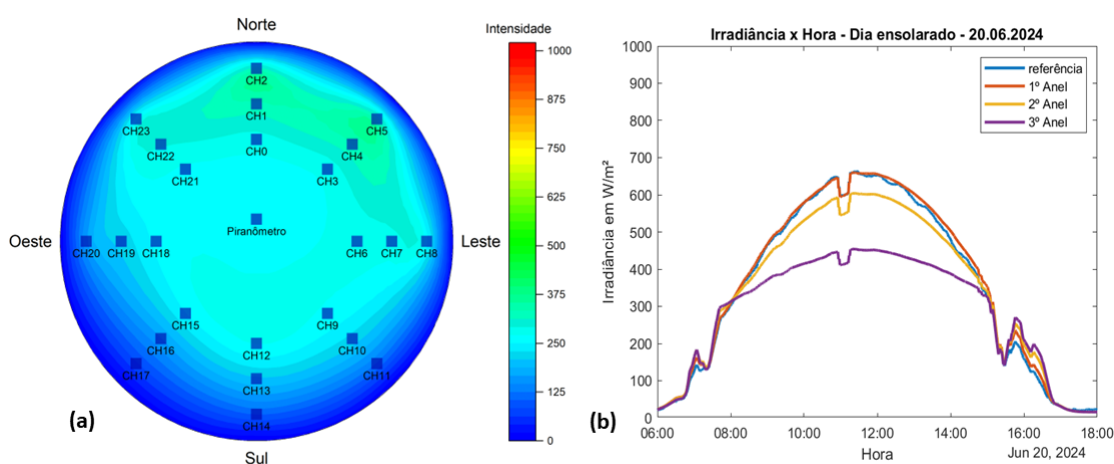 Norte
Intensidade
CH2
CH1
CH0
CH23
CH5
CH22
CH4
CH21
CH3
Piranômetro
Oeste
Leste
CH20
CH19
CH18
CH6
CH7
CH8
CH15
CH9
CH16
CH10
CH12
CH17
CH11
CH13
CH14
Sul
(a)
1000
875
750
625
500
375
250
125
0
Irradiância x Hora - Dia ensolarado - 20.06.2024
referência
1º Anel
2º Anel
3º Anel
Irradiância em W/m²
1000
900
800
700
600
500
400
300
200
100
0
06:00
08:00
10:00
12:00
14:00
16:00
18:00
Hora
Jun 20, 2024
(b)